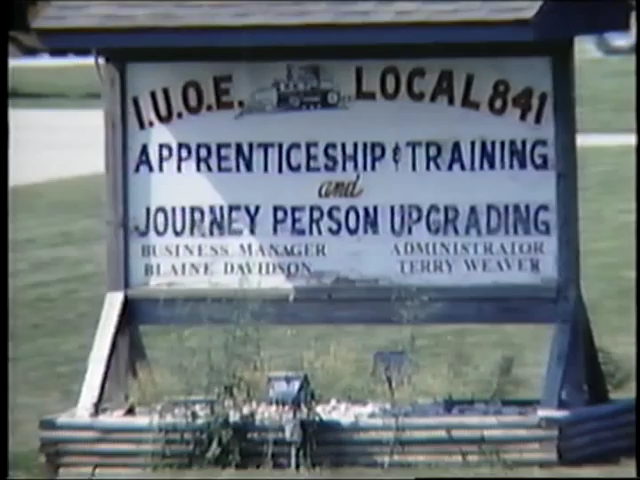 I.U.O.E. LOCAL 841
APPRENTICESHIP & TRAINING
and
JOURNEY PERSON UPGRADING
BUSINESS MANAGER ADMINISTRATOR
BLAINE DAVIDSON TERRY WEAVER